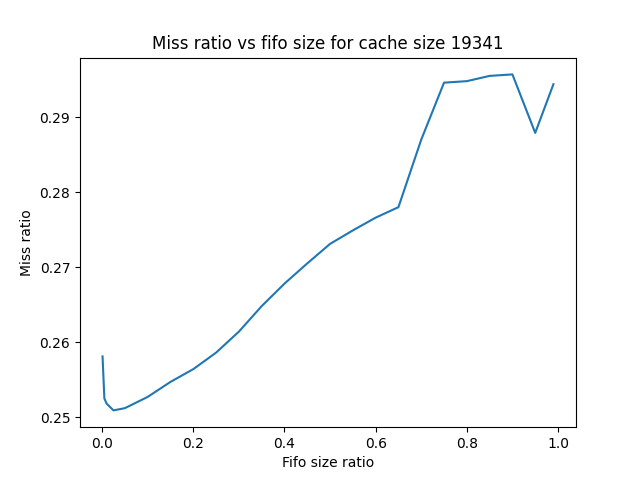 Miss ratio vs fifo size for cache size 19341
Miss ratio
0.29
0.28
0.27
0.26
0.25
0.0 0.2 0.4 0.6 0.8 1.0
Fifo size ratio